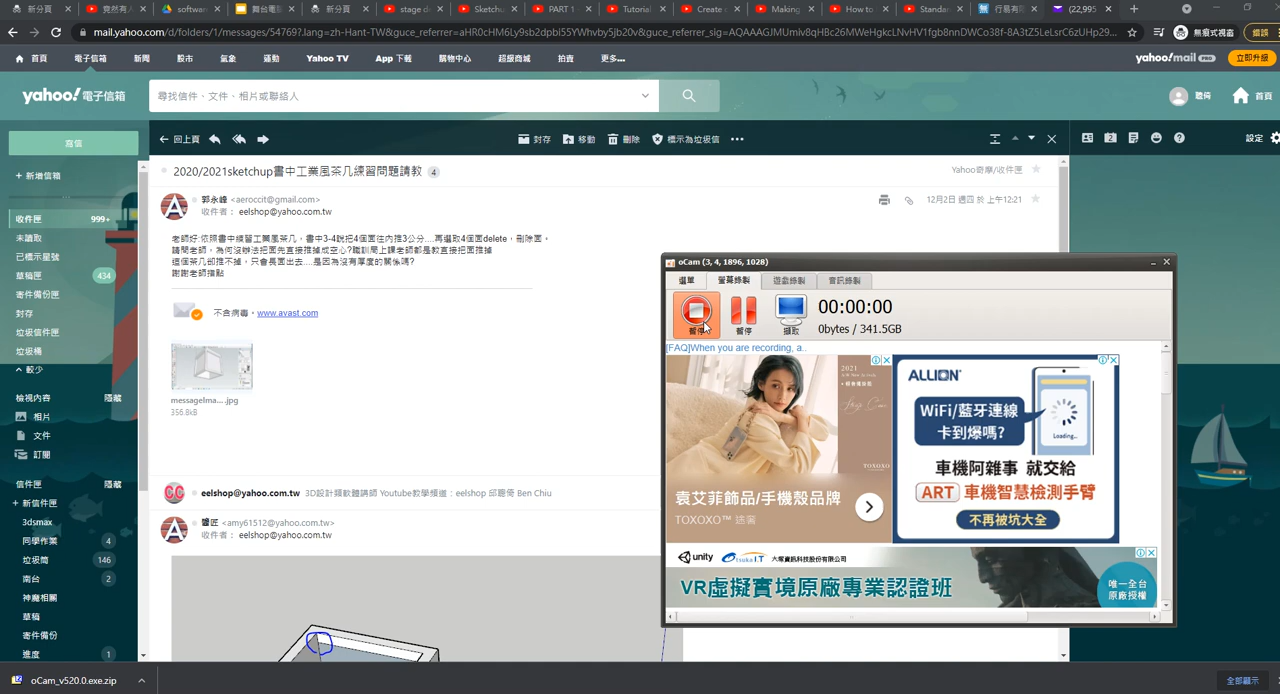 新分頁
竟然有人
software
舞台電腦
新分頁
stage de
Sketchu
PART 1
Tutorial
Create s
Making
How to
Standar
行易有限
(22,995
mail.yahoo.com/d/folders/1/messages/54769?.lang=zh-Hant-TW&guce_referrer=aHR0cHM6Ly9sb2dpbi55YWhvby5jb20v&guce_referrer_sig=AQAAAGJMUmiv8qHBc26MWeHgkcLNvHV1fgb8nnDWCo38f-8A3tZ5LeLsrC6zUHp29...
無痕式視窗
錯誤
首頁
電子信箱
新聞
股市
氣象
運動
Yahoo TV
App 下載
購物中心
超級商城
拍賣
更多...
yahoo!mail PRO
立即升級
yahoo!電子信箱
尋找信件、文件、相片或聯絡人
聰倚
首頁
寫信
回上頁
封存
移動
刪除
標示為垃圾信
設定
新增信箱
收件匣 999+
未讀取
已標示星號
草稿匣 434
寄件備份匣
封存
垃圾信件匣
垃圾桶
較少
檢視內容 隱藏
相片
文件
訂閱
信件匣 隱藏
新信件匣
3dsmax
同學作業 4
垃圾筒 146
南台 2
神魔相關
草稿
寄件備份
進度 1
2020/2021sketchup書中工業風茶几練習問題請教 4
Yahoo奇摩/收件匣
郭永峰 <aeroccit@gmail.com>
收件者： eelshop@yahoo.com.tw
12月2日 週四 於 上午12:21
老師好:依照書中練習工業風茶几，書中3-4說把4個面往內推3公分....再選取4個面delete，刪除面。
請問老師，為何沒辦法把面先直接推掉成空心?職訓局上課老師都是教直接把面推掉
這個茶几卻推不掉，只會長面出去....是因為沒有厚度的關係嗎?
謝謝老師指點
不含病毒。www.avast.com
messageIma....jpg
356.8kB
eelshop@yahoo.com.tw 3D設計類軟體講師 Youtube教學頻道：eelshop 邱聰倚 Ben Chiu
<amy61512@yahoo.com.tw>
收件者： eelshop@yahoo.com.tw
oCam (3, 4, 1896, 1028)
選單
螢幕錄製
遊戲錄製
音訊錄製
暫停
擷取
00:00:00
0bytes / 341.5GB
[FAQ]When you are recording, a..
2021
袁艾菲飾品/手機殼品牌
TOXOXO™ 速著
TOXOXO
ALLION
WiFi/藍牙連線
卡到爆嗎?
Loading...
車機阿雜事 就交給
ART 車機智慧檢測手臂
不再被坑大全
unity
OtsukaIT
大塚資訊科技股份有限公司
VR虛擬實境原廠專業認證班
唯一全台
原廠授權
oCam_v520.0.exe.zip
全部顯示